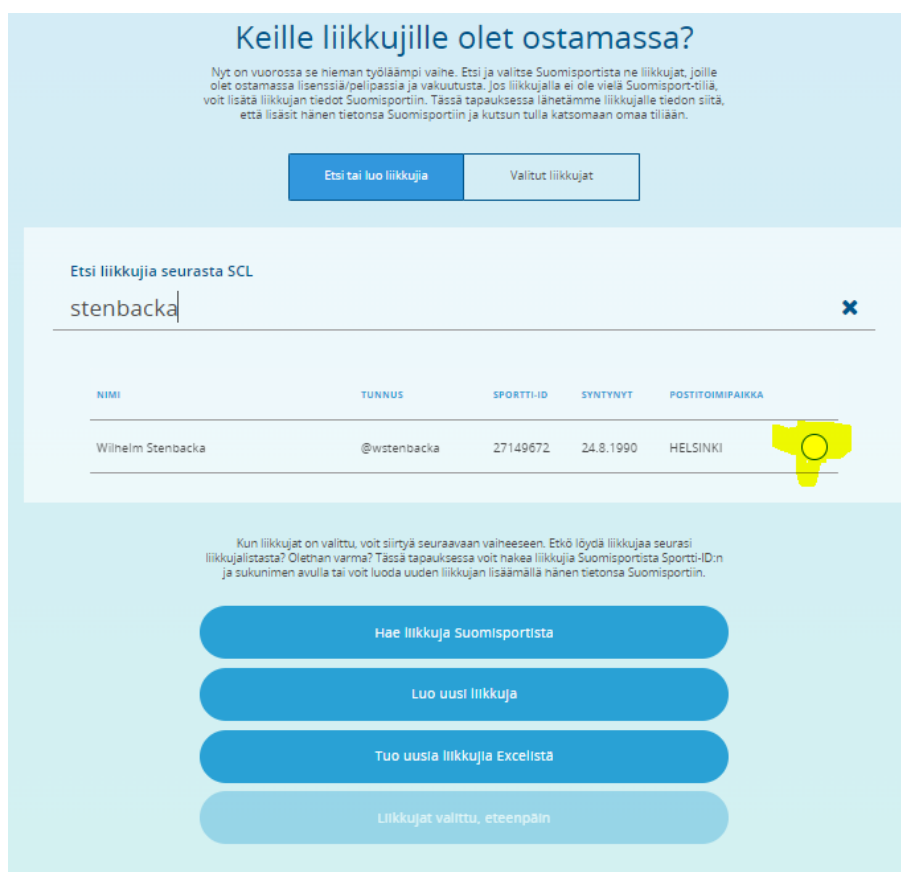 Keille liikkujille olet ostamassa?
Nyt on vuorossa se hieman työläämpi vaihe. Etsi ja valitse Suomisportista ne liikkujat, joille
olet ostamassa lisenssiä/pelipassia ja vakuutusta. Jos liikkujalla ei ole vielä Suomisport-tiliä,
voit lisätä liikkujan tiedot Suomisportiin. Tässä tapauksessa lähetämme liikkujalle tiedon siitä,
että lisäsit hänen tietonsa Suomisportiin ja kutsun tulla katsomaan omaa tiliään.
Etsi tai luo liikkujia Valitut liikkujat
Etsi liikkujia seurasta SCL
stenbacka
NIMI TUNNUS SPORTTI-ID SYNTYNYT POSTITOIMIPAIKKA
Wilhelm Stenbacka @wstenbacka 27149672 24.8.1990 HELSINKI
Kun liikkujat on valittu, voit siirtyä seuraavaan vaiheeseen. Etkö löydä liikkujaa seurasi
liikkujalistasta? Olethan varma? Tässä tapauksessa voit hakea liikkujia Suomisportista Sportti-ID:n
ja sukunimen avulla tai voit luoda uuden liikkujan lisäämällä hänen tietonsa Suomisportiin.
Hae liikkuja Suomisportista
Luo uusi liikkuja
Tuo uusia liikkujia Excelistä
Liikkujat valittu, eteenpäin